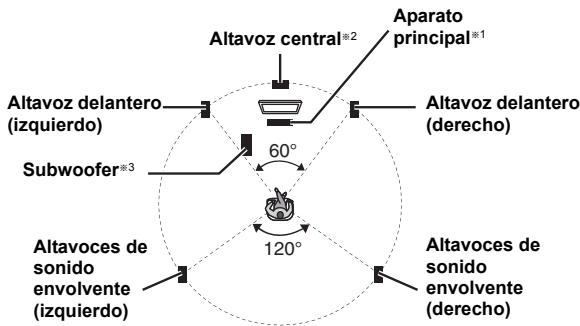 Aparato
principal※1
Altavoz central※2
Altavoz delantero
(izquierdo)
Altavoz delantero
(derecho)
Subwoofer※3
60°
120°
Altavoces de
sonido
envolvente
(izquierdo)
Altavoces de
sonido
envolvente
(derecho)